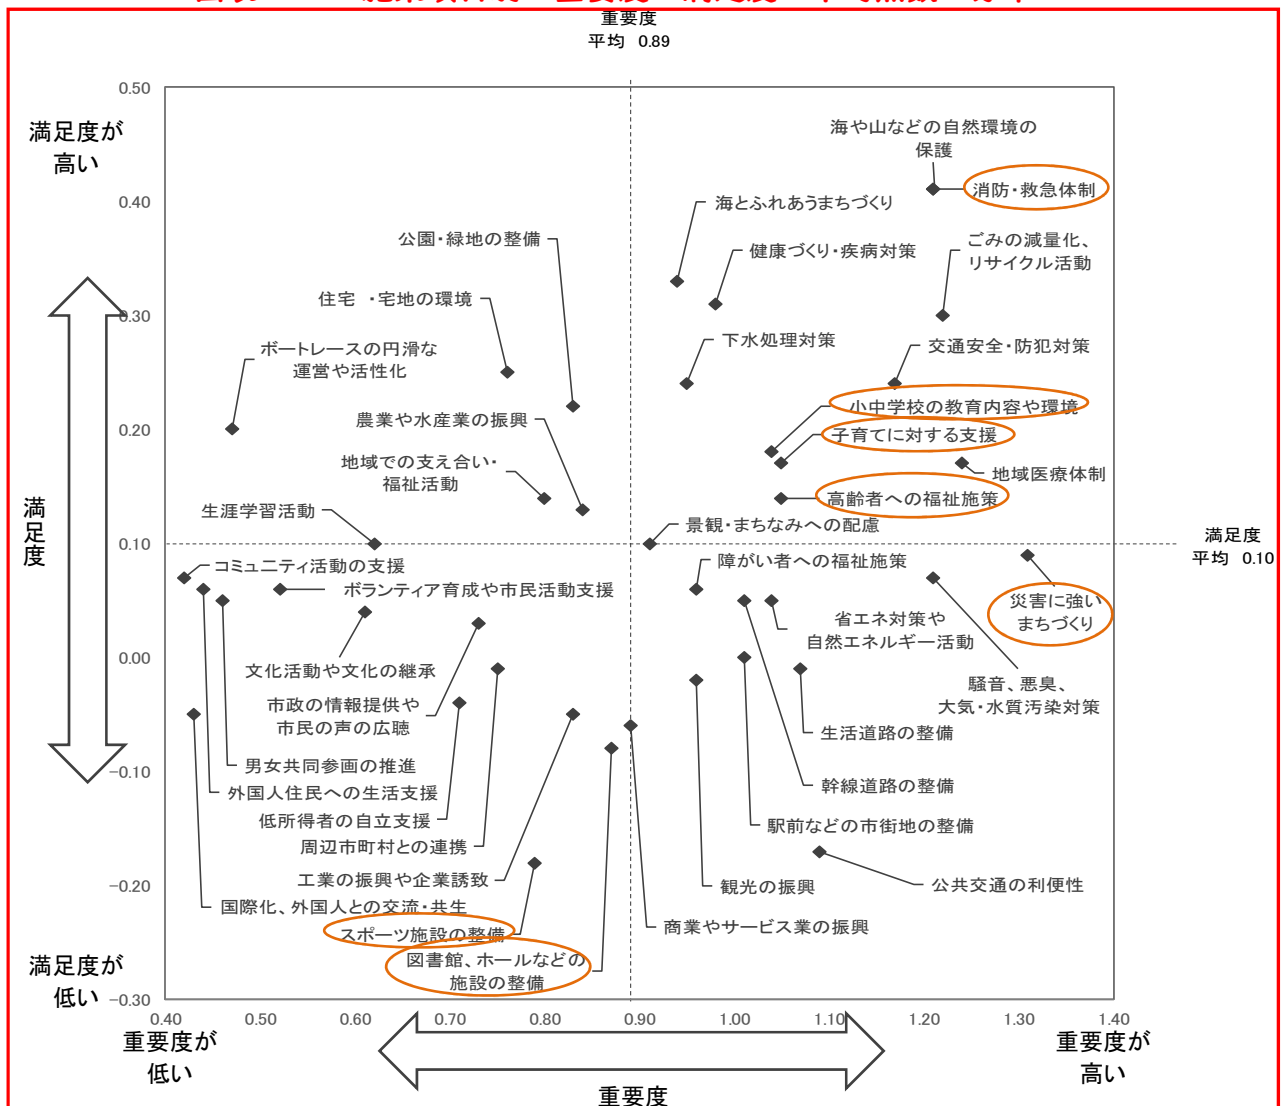 重要度
平均 0.89
0.50
満足度が
高い
海や山などの自然環境の
保護
消防・救急体制
0.40
海とふれあうまちづくり
公園・緑地の整備
健康づくり・疾病対策
ごみの減量化、
リサイクル活動
住宅 ・宅地の環境
0.30
ボートレースの円滑な
運営や活性化
下水処理対策
交通安全・防犯対策
農業や水産業の振興
小中学校の教育内容や環境
0.20
子育てに対する支援
地域での支え合い・
福祉活動
地域医療体制
高齢者への福祉施策
満足度
生涯学習活動
景観・まちなみへの配慮
0.10
満足度
平均 0.10
コミュニティ活動の支援
障がい者への福祉施策
ボランティア育成や市民活動支援
災害に強い
まちづくり
省エネ対策や
自然エネルギー活動
0.00
文化活動や文化の継承
騒音、悪臭、
大気・水質汚染対策
市政の情報提供や
市民の声の広聴
生活道路の整備
-0.10
男女共同参画の推進
外国人住民への生活支援
幹線道路の整備
低所得者の自立支援
駅前などの市街地の整備
周辺市町村との連携
工業の振興や企業誘致
-0.20
観光の振興
公共交通の利便性
国際化、外国人との交流・共生
スポーツ施設の整備
商業やサービス業の振興
図書館、ホールなどの
施設の整備
満足度が
低い
-0.30
0.40 0.50 0.60 0.70 0.80 0.90 1.00 1.10 1.20 1.30 1.40
重要度が
低い
重要度
重要度が
高い